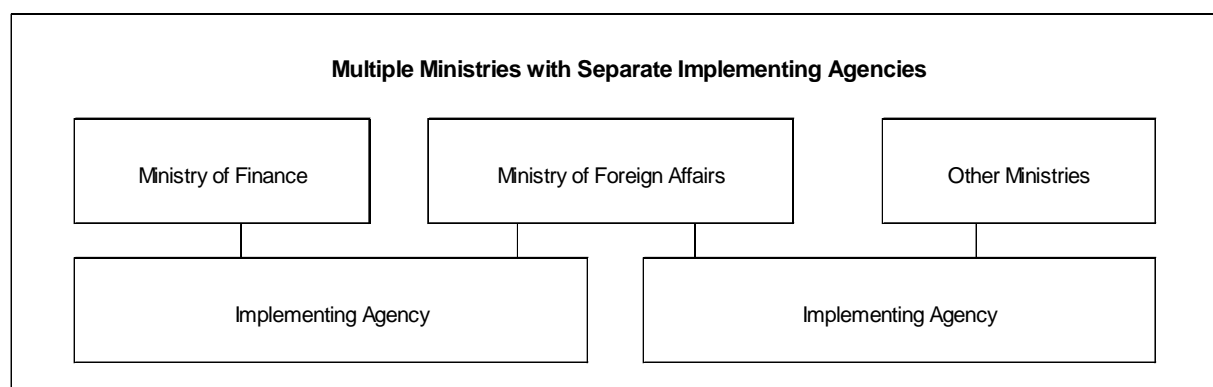 Multiple Ministries with Separate Implementing Agencies
Ministry of Finance
Ministry of Foreign Affairs
Other Ministries
Implementing Agency
Implementing Agency